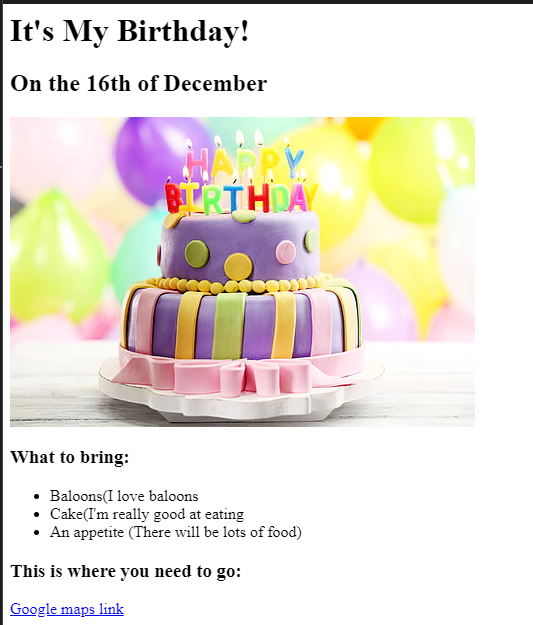 It's My Birthday!
On the 16th of December
HAPPY
BIRTHDAY
What to bring:
Baloons(I love baloons
Cake(I'm really good at eating
An appetite (There will be lots of food)
This is where you need to go:
Google maps link